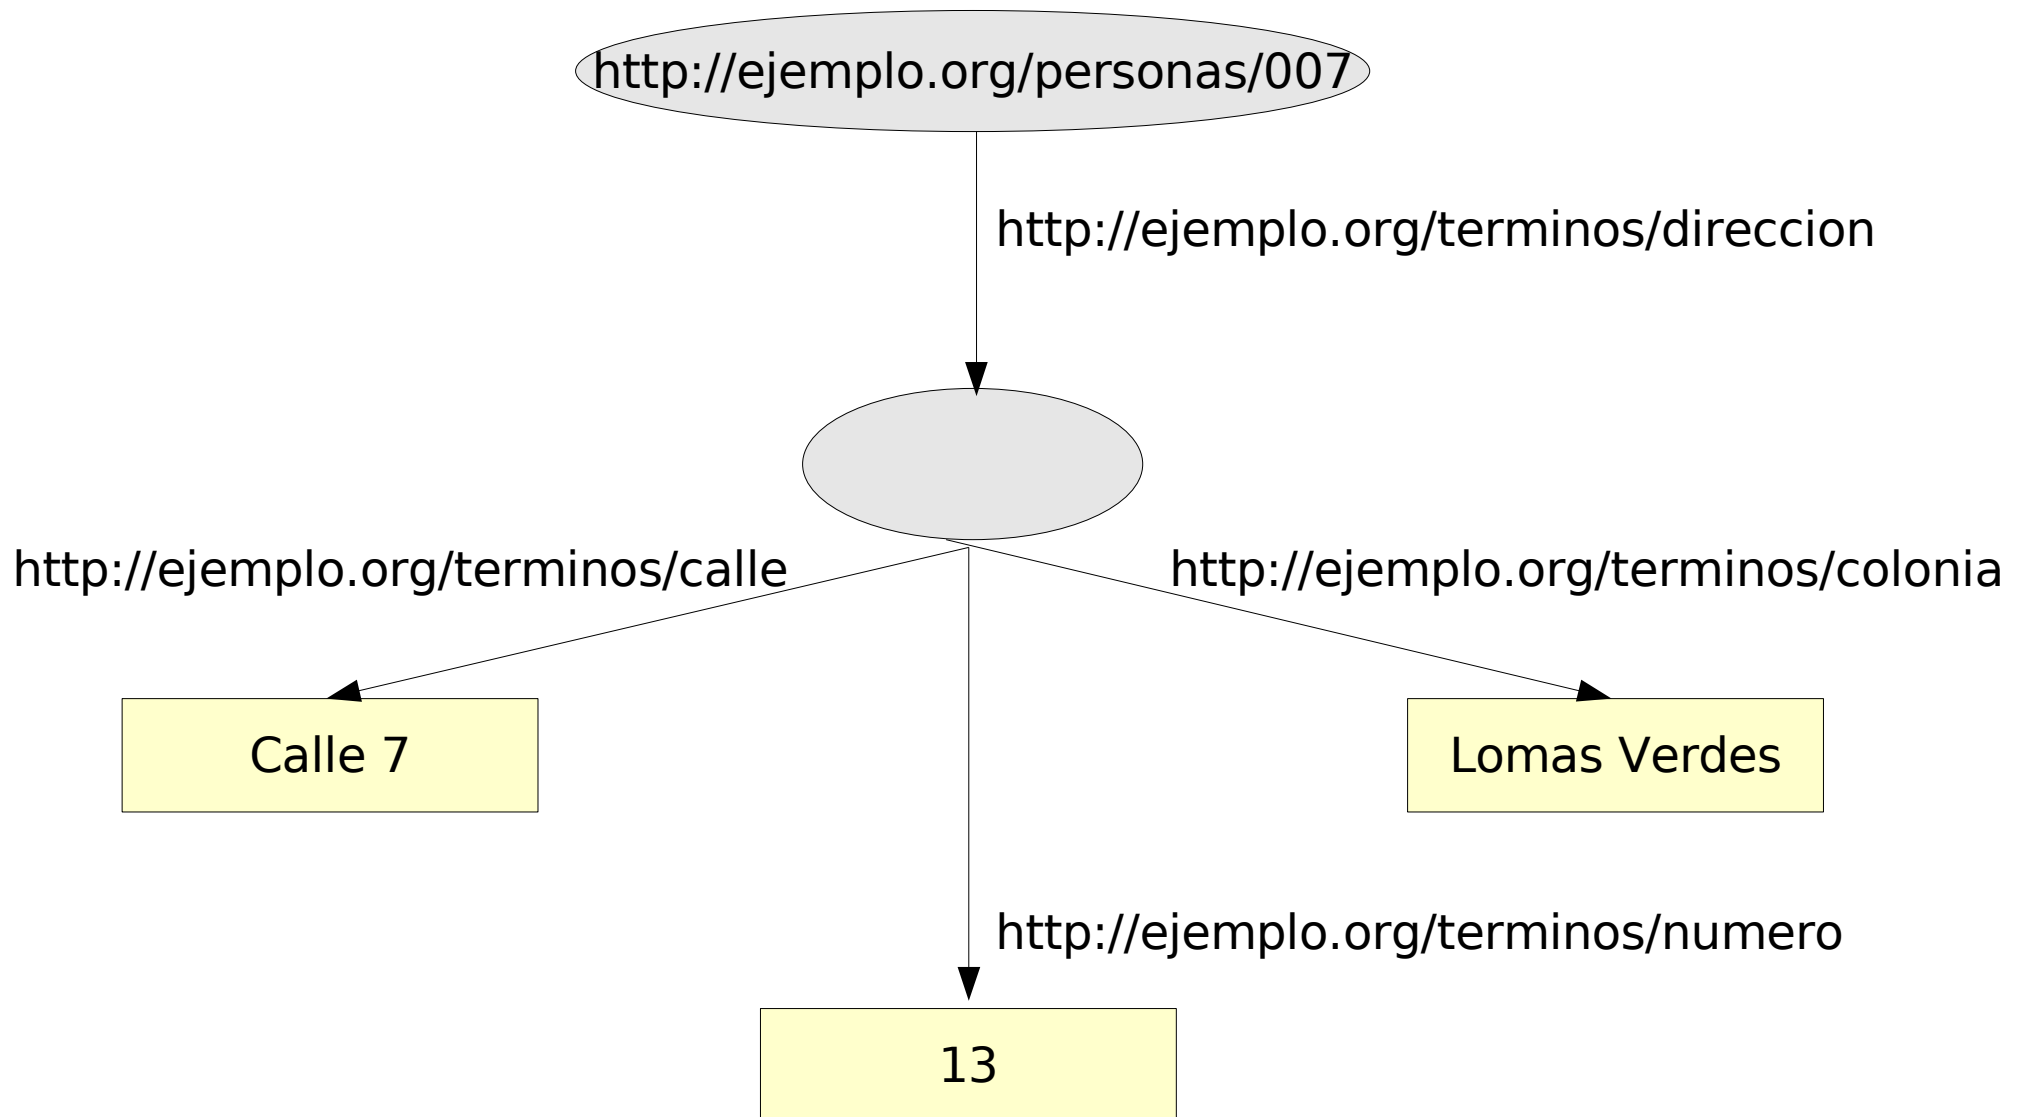 http://ejemplo.org/personas/007
http://ejemplo.org/terminos/direccion
http://ejemplo.org/terminos/calle
http://ejemplo.org/terminos/colonia
Calle 7
Lomas Verdes
http://ejemplo.org/terminos/numero
13